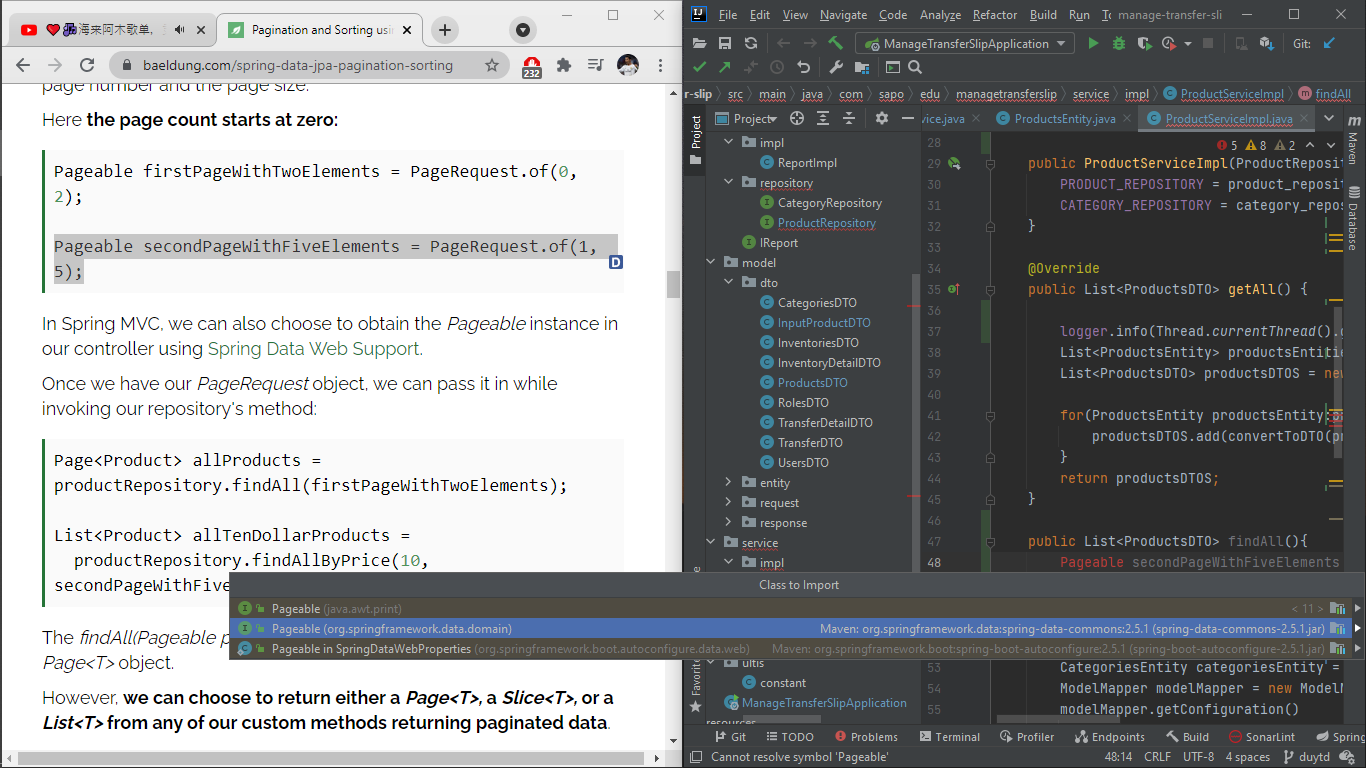 海来阿木歌单,
Pagination and Sorting usin
baeldung.com/spring-data-jpa-pagination-sorting
232
page number and the page size.
Here the page count starts at zero:
Pageable firstPageWithTwoElements = PageRequest.of(0,
2);
Pageable secondPageWithFiveElements = PageRequest.of(1,
5);
D
In Spring MVC, we can also choose to obtain the Pageable instance in
our controller using Spring Data Web Support.
Once we have our PageRequest object, we can pass it in while
invoking our repository's method:
Page<Product> allProducts =
productRepository.findAll(firstPageWithTwoElements);
List<Product> allTenDollarProducts =
productRepository.findAllByPrice(10,
secondPageWithFive
The findAll(Pageable p
Page<T> object.
However, we can choose to return either a Page<T>, a Slice<T>, or a
List<T> from any of our custom methods returning paginated data.
IJ File Edit View Navigate Code Analyze Refactor Build Run manage-transfer-sli
ManageTransferSlipApplication Git:
r-slip src main java com sapo edu managetransferslip service impl ProductServiceImpl findAll
Project vice.java ProductsEntity.java ProductServiceImpl.java
Project
Maven
Database
Favorites
impl
ReportImpl
repository
CategoryRepository
ProductRepository
IReport
model
dto
CategoriesDTO
InputProductDTO
InventoriesDTO
InventoryDetailDTO
ProductsDTO
RolesDTO
TransferDetailDTO
TransferDTO
UsersDTO
entity
request
response
service
impl
5 8 2
28
29 public ProductServiceImpl(ProductReposit
30 PRODUCT_REPOSITORY = product_reposit
31 CATEGORY_REPOSITORY = category_repos
32 }
33
34 @Override
35 public List<ProductsDTO> getAll() {
36
37 logger.info(Thread.currentThread().
38 List<ProductsEntity> productsEntitie
39 List<ProductsDTO> productsDTOS = new
40
41 for(ProductsEntity productsEntity:p
42 productsDTOS.add(convertToDTO(p
43 }
44 return productsDTOS;
45 }
46
47 public List<ProductsDTO> findAll(){
48 Pageable secondPageWithFiveElements
Class to Import
Pageable (java.awt.print) < 11 >
Pageable (org.springframework.data.domain) Maven: org.springframework.data:spring-data-commons:2.5.1 (spring-data-commons-2.5.1.jar)
Pageable in SpringDataWebProperties (org.springframework.boot.autoconfigure.data.web) Maven: org.springframework.boot:spring-boot-autoconfigure:2.5.1 (spring-boot-autoconfigure-2.5.1.jar)
ultis
constant
ManageTransferSlipApplication
resources
53 CategoriesEntity categoriesEntity =
54 ModelMapper modelMapper = new ModelM
55 modelMapper.getConfiguration()
Git TODO Problems Terminal Profiler Endpoints Build SonarLint Spring
Cannot resolve symbol 'Pageable' 48:14 CRLF UTF-8 4 spaces duytd